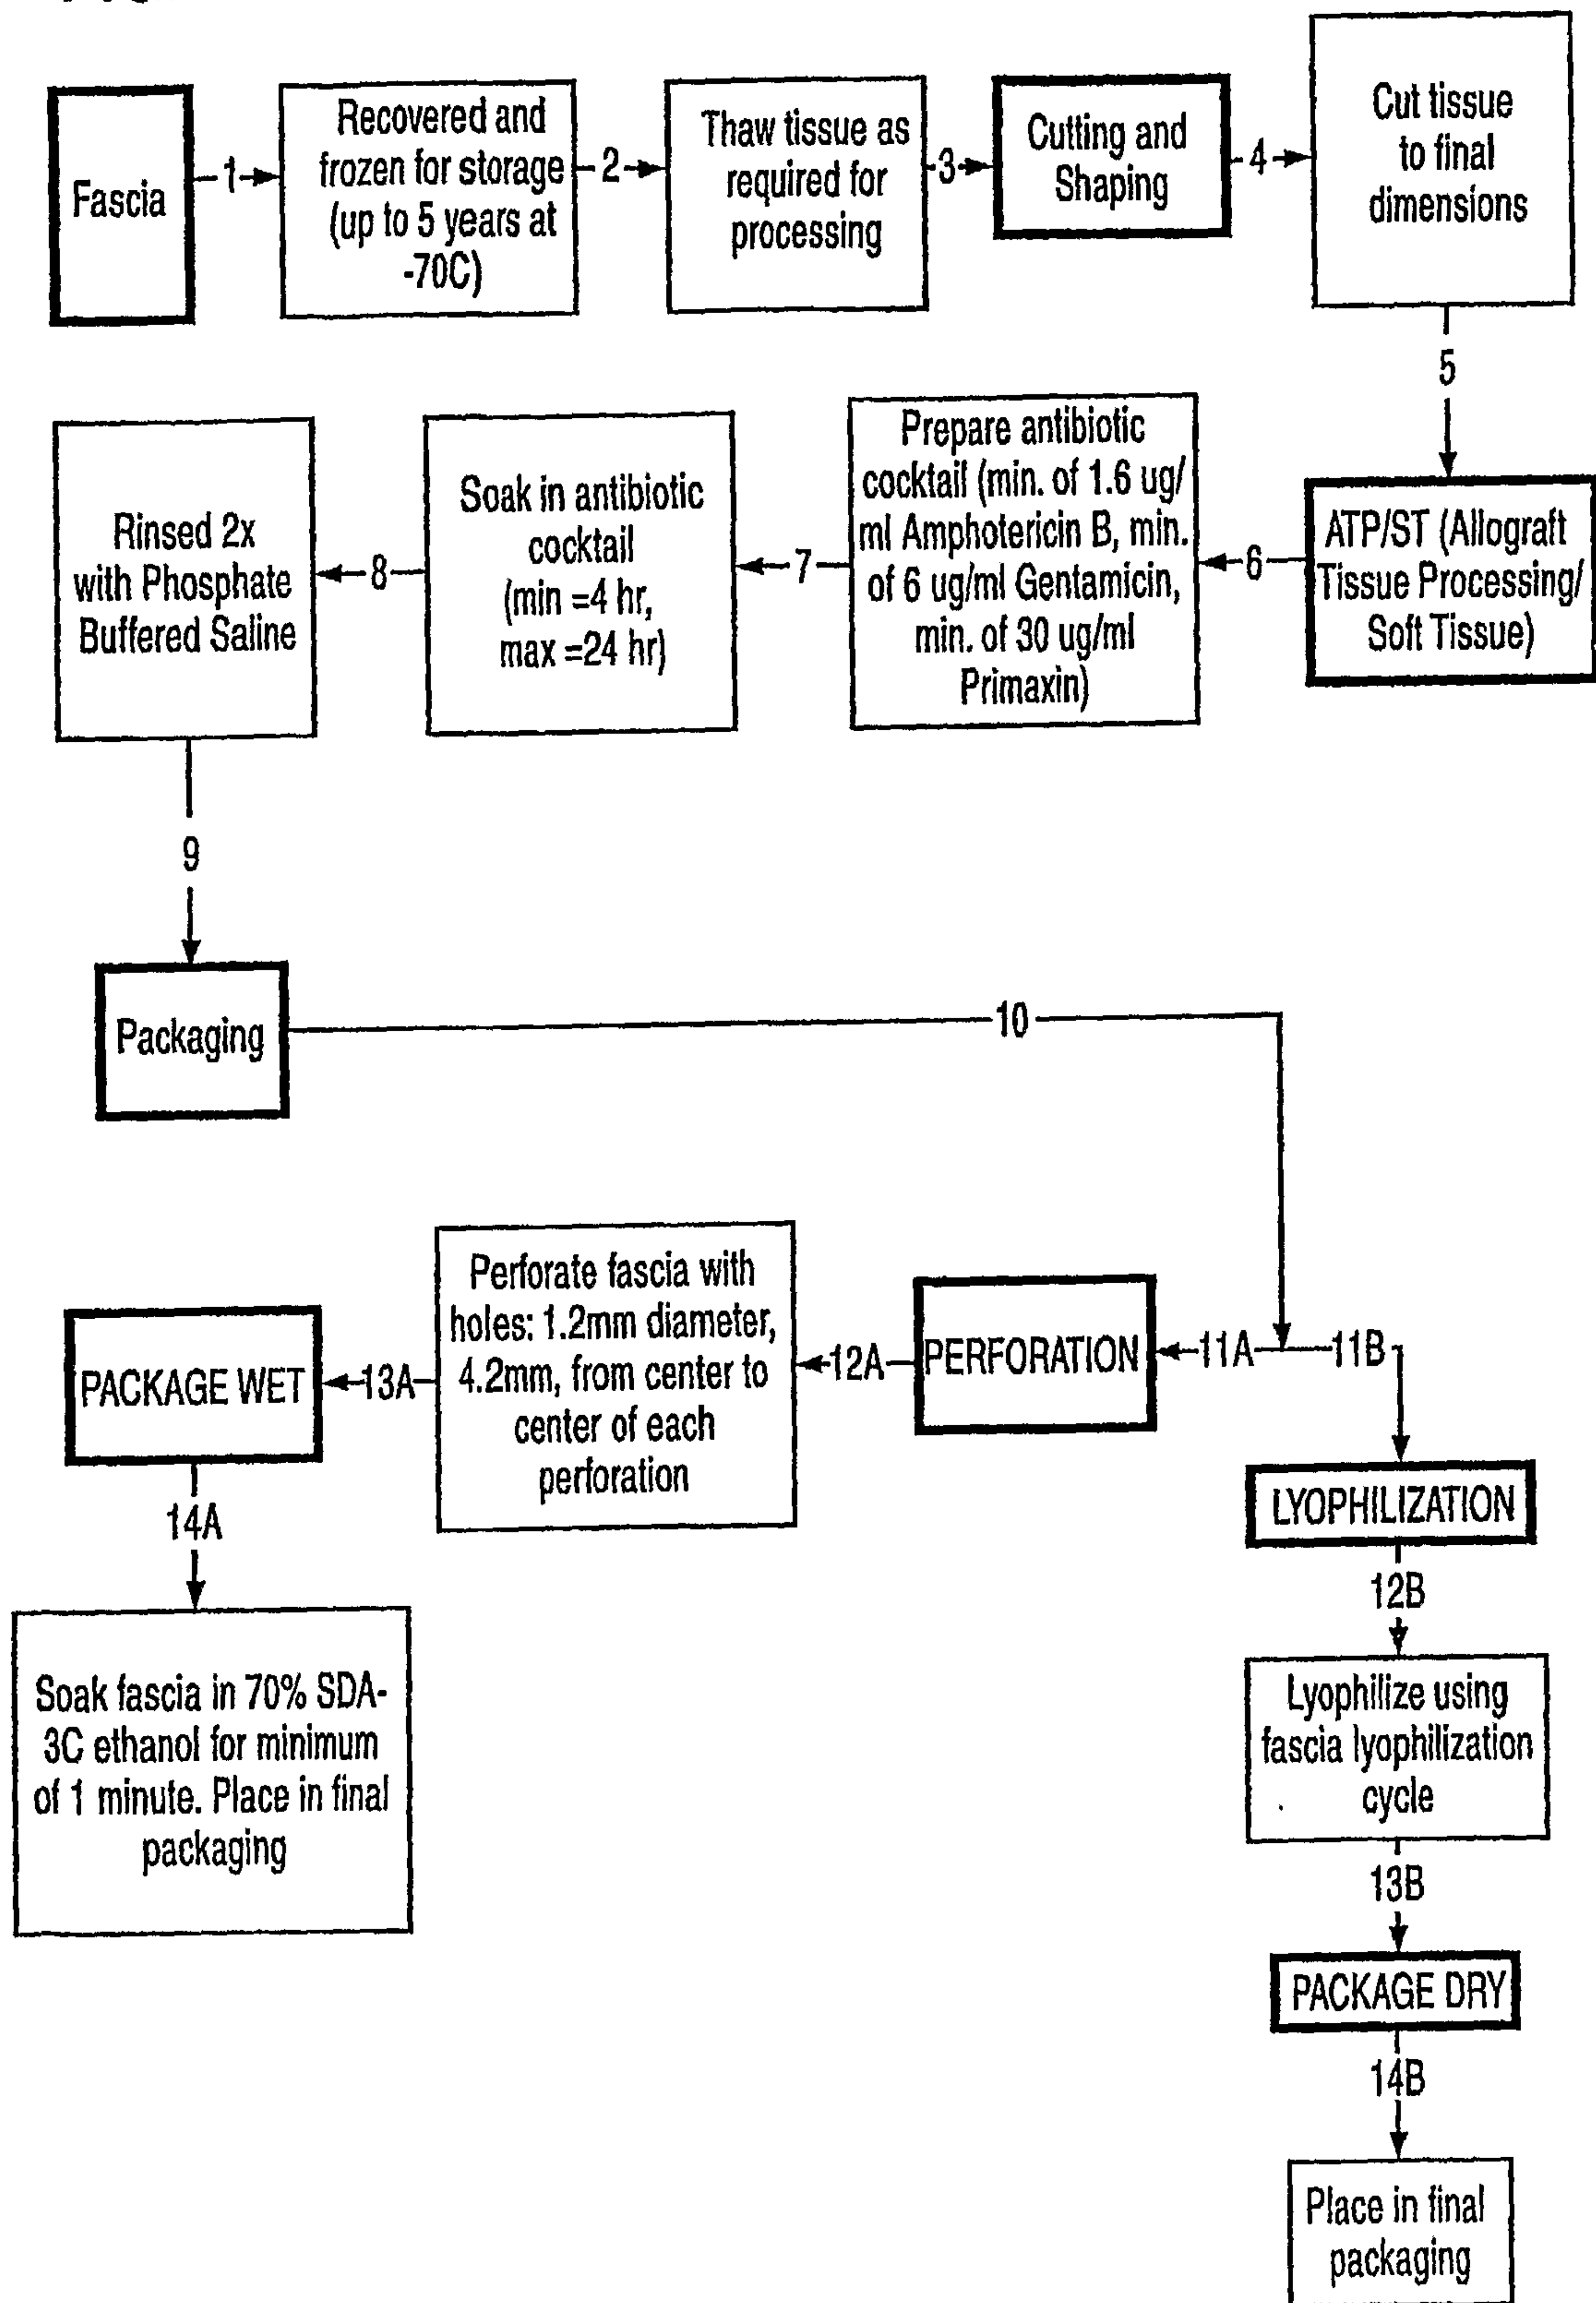 Fascia
1
Recovered and
frozen for storage
(up to 5 years at
-70C)
2
Thaw tissue as
required for
processing
3
Cutting and
Shaping
4
Cut tissue
to final
dimensions
5
ATP/ST (Allograft
Tissue Processing/
Soft Tissue)
6
Prepare antibiotic
cocktail (min. of 1.6 ug/
ml Amphotericin B, min.
of 6 ug/ml Gentamicin,
min. of 30 ug/ml
Primaxin)
7
Soak in antibiotic
cocktail
(min =4 hr,
max =24 hr)
8
Rinsed 2x
with Phosphate
Buffered Saline
9
Packaging
10
11A
11B
PERFORATION
12A
Perforate fascia with
holes: 1.2mm diameter,
4.2mm, from center to
center of each
perforation
13A
PACKAGE WET
14A
Soak fascia in 70% SDA-
3C ethanol for minimum
of 1 minute. Place in final
packaging
LYOPHILIZATION
12B
Lyophilize using
fascia lyophilization
cycle
13B
PACKAGE DRY
14B
Place in final
packaging